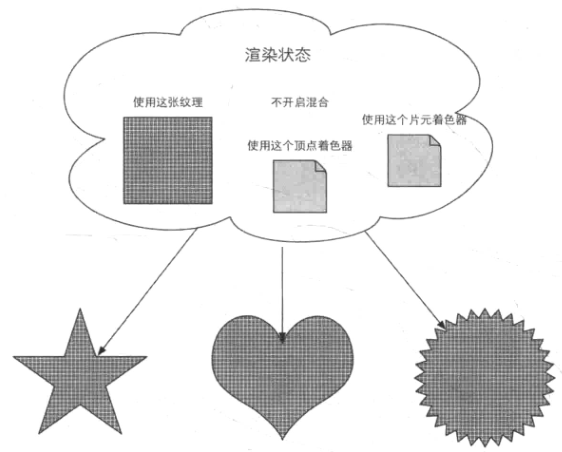 渲染状态
使用这张纹理
不开启混合
使用这个片元着色器
使用这个顶点着色器